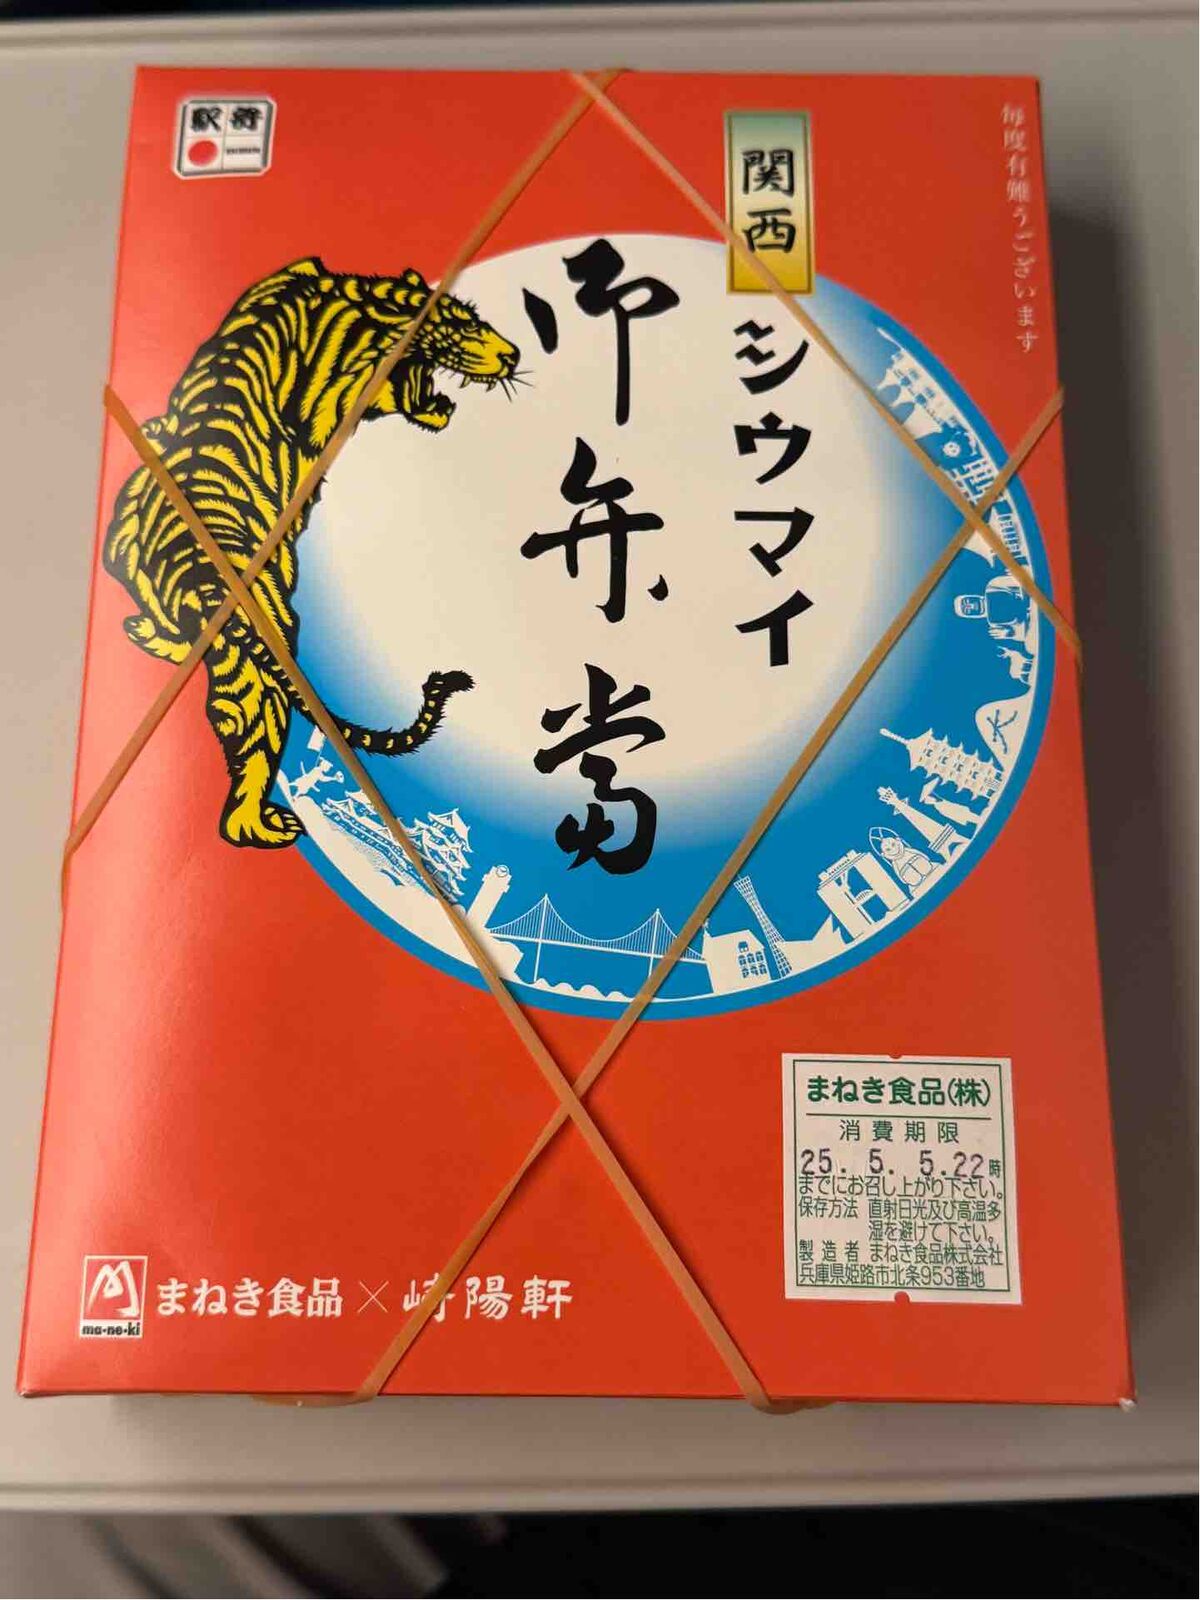 駅弁
毎度有難うございます
関西
シウマイ
御弁当
まねき食品(株)
消費期限
25. 5. 5.22時
までにお召し上がり下さい。
保存方法 直射日光及び高温多
湿を避けて下さい。
製造者 まねき食品株式会社
兵庫県姫路市北条953番地
ma-ne-ki
まねき食品×崎陽軒